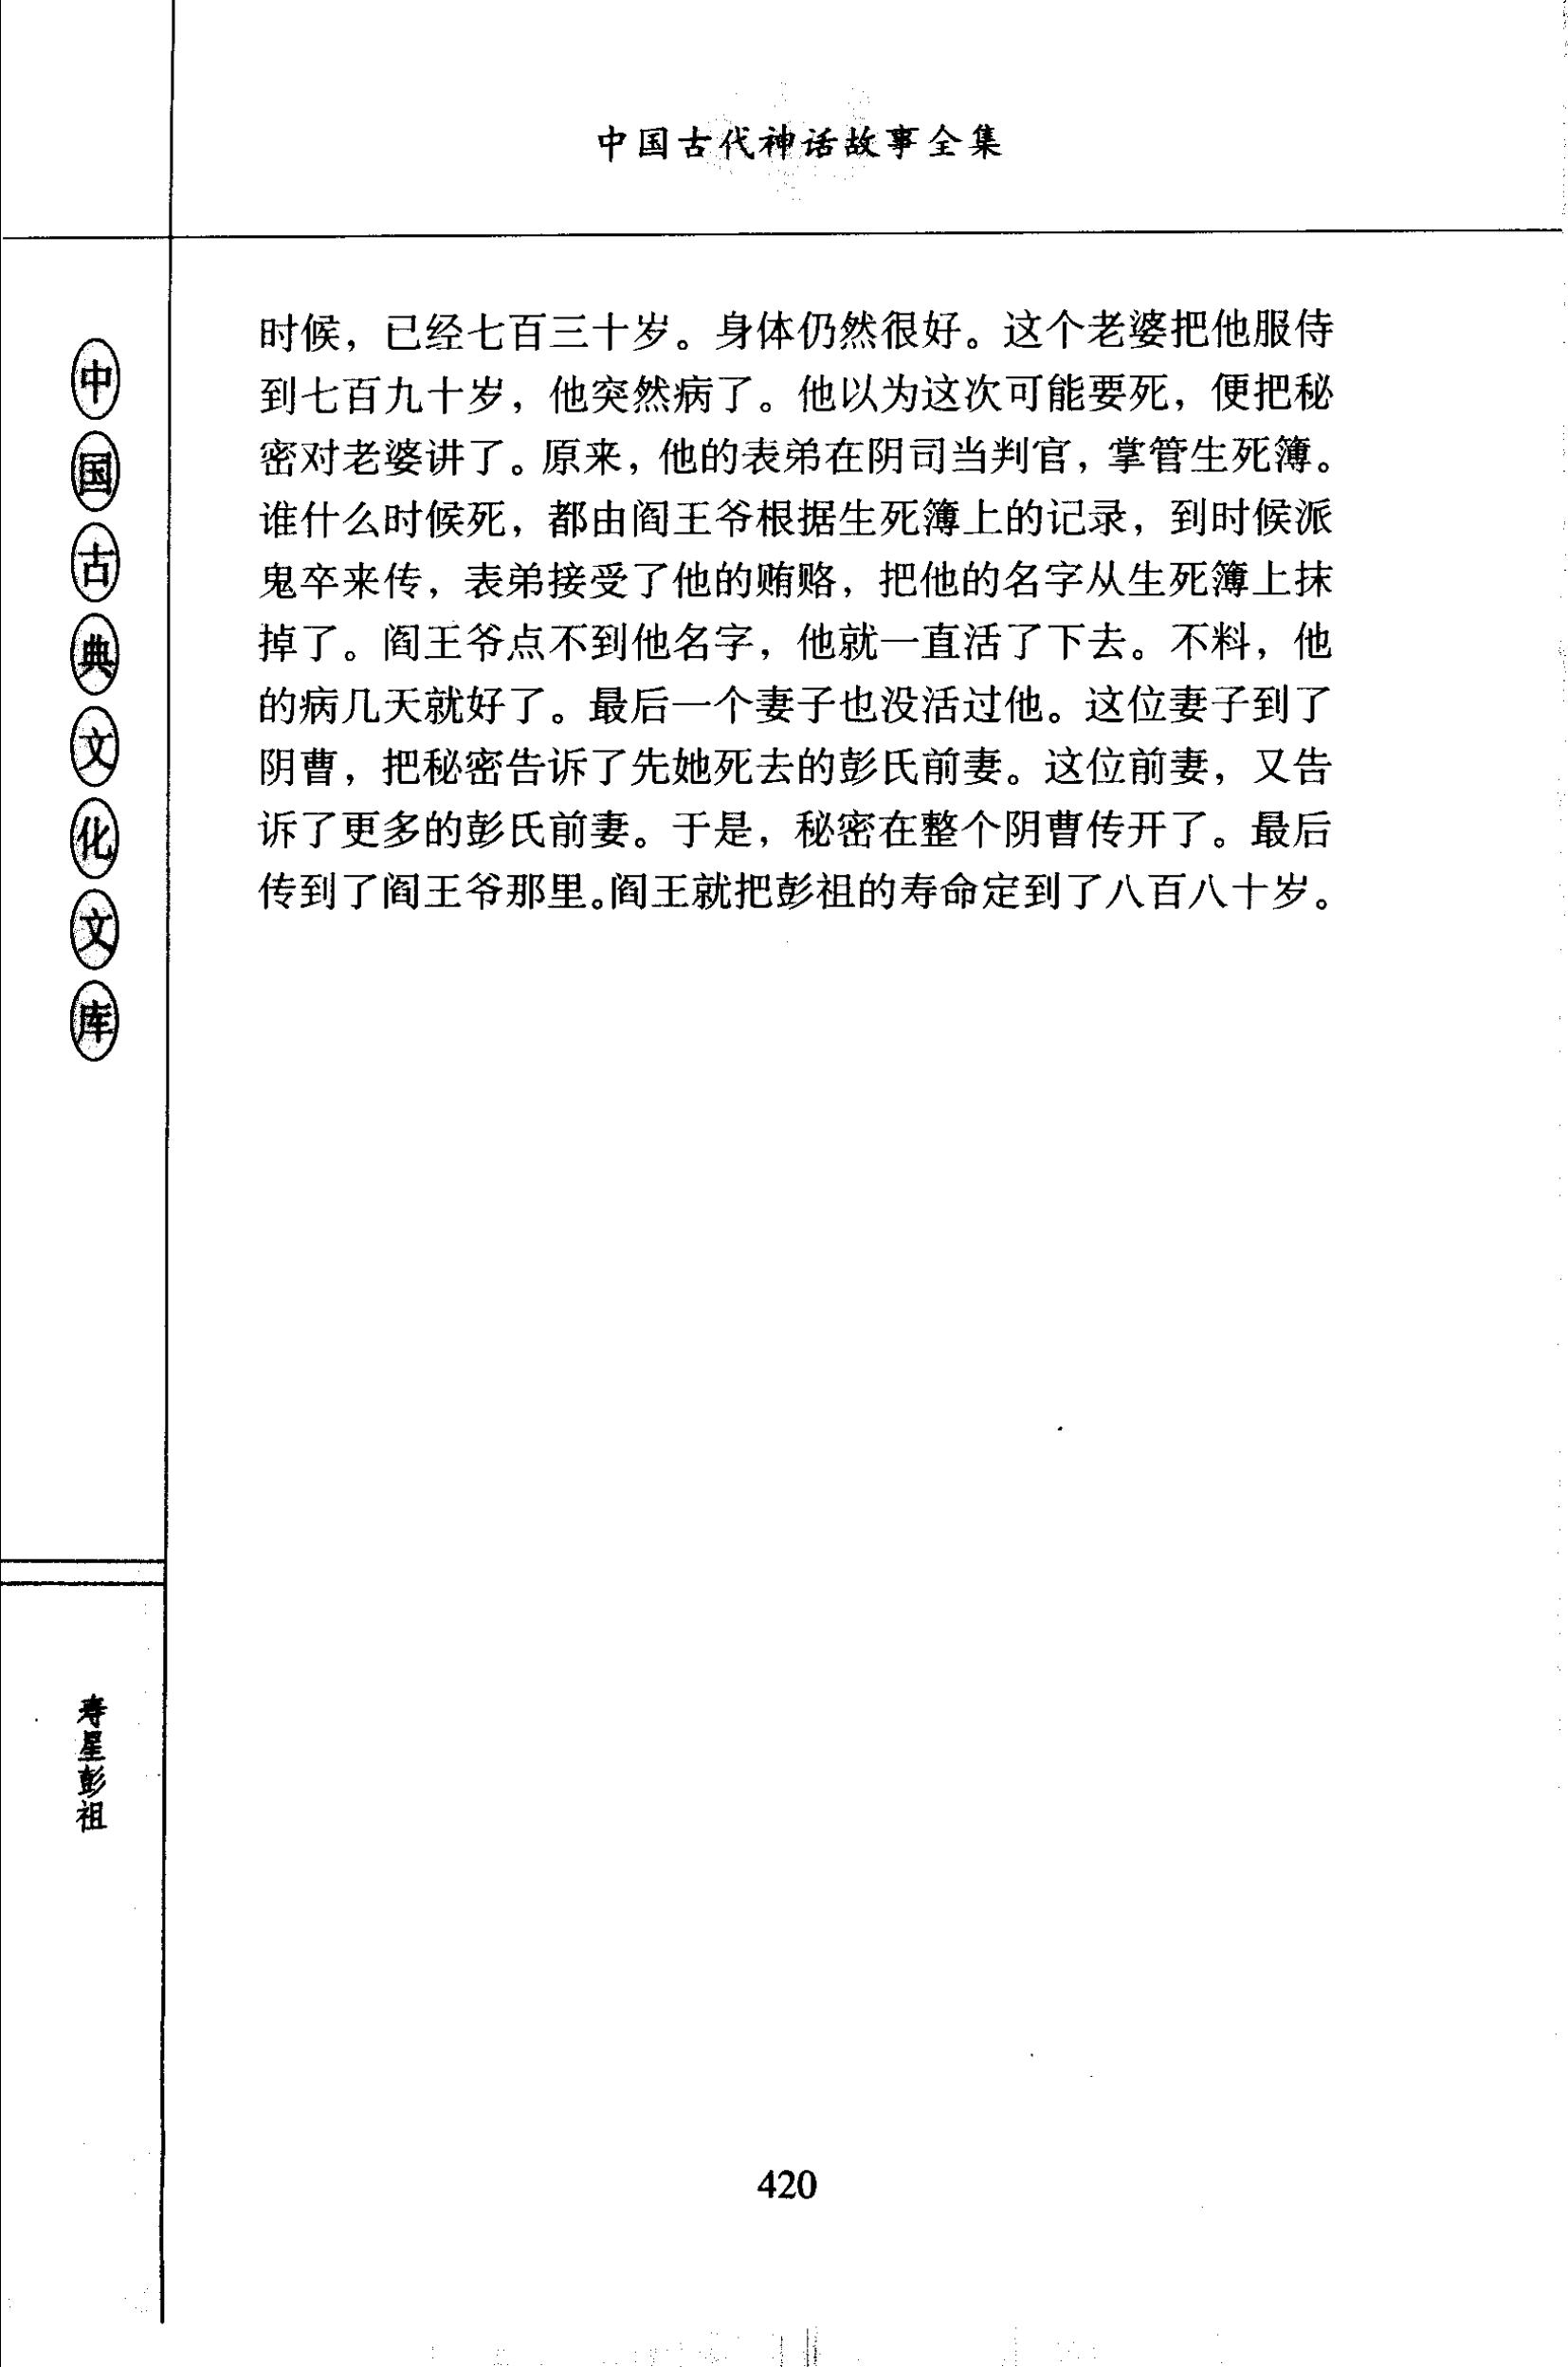 中国古代神话故事全集
中国古典文化文库
时候，已经七百三十岁。身体仍然很好。这个老婆把他服侍
到七百九十岁，他突然病了。他以为这次可能要死，便把秘
密对老婆讲了。原来，他的表弟在阴司当判官，掌管生死簿。
谁什么时候死，都由阎王爷根据生死簿上的记录，到时候派
鬼卒来传，表弟接受了他的贿赂，把他的名字从生死簿上抹
掉了。阎王爷点不到他名字，他就一直活了下去。不料，他
的病几天就好了。最后一个妻子也没活过他。这位妻子到了
阴曹，把秘密告诉了先她死去的彭氏前妻。这位前妻，又告
诉了更多的彭氏前妻。于是，秘密在整个阴曹传开了。最后
传到了阎王爷那里。阎王就把彭祖的寿命定到了八百八十岁。
寿星彭祖
420